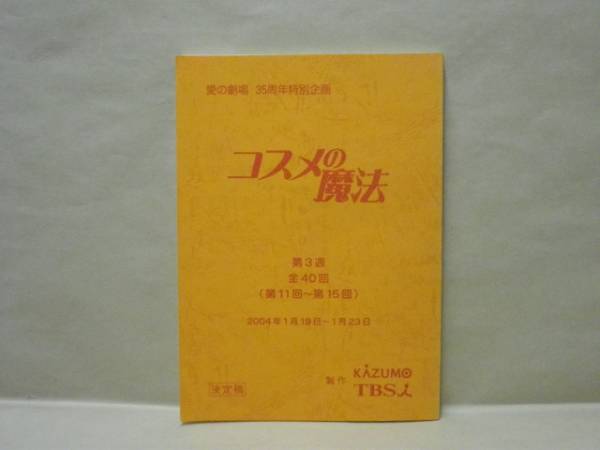 愛の劇場 35周年特別企画
コスメの魔法
第3週
全40回
(第11回〜第15回)
2004年1月19日〜1月23日
製作 KAZUMO
TBS
決定稿